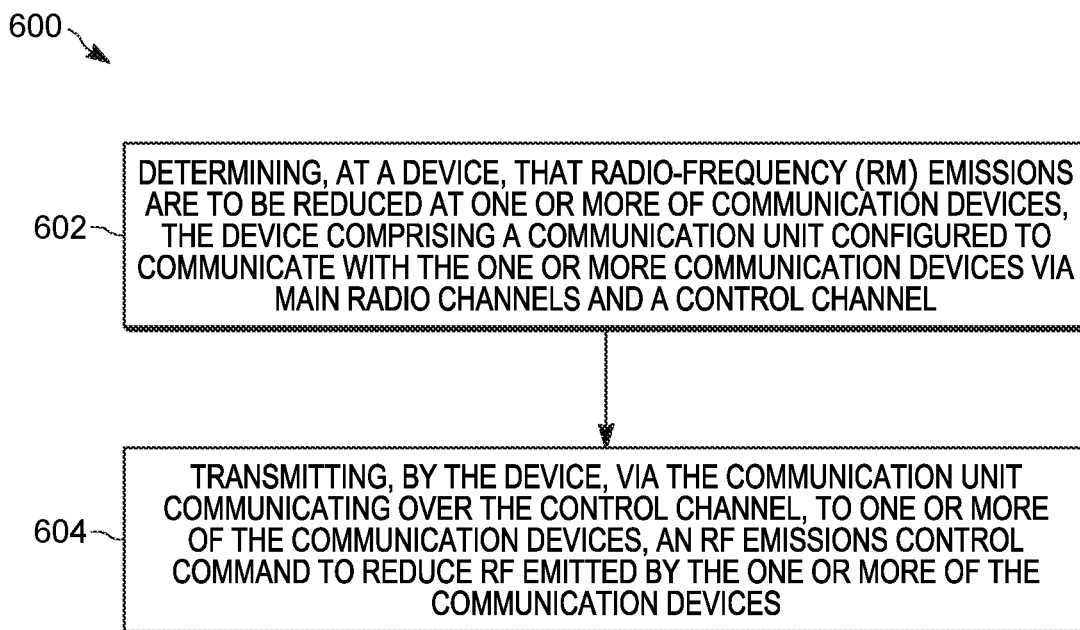 600
602
DETERMINING, AT A DEVICE, THAT RADIO-FREQUENCY (RM) EMISSIONS
ARE TO BE REDUCED AT ONE OR MORE OF COMMUNICATION DEVICES,
THE DEVICE COMPRISING A COMMUNICATION UNIT CONFIGURED TO
COMMUNICATE WITH THE ONE OR MORE COMMUNICATION DEVICES VIA
MAIN RADIO CHANNELS AND A CONTROL CHANNEL
604
TRANSMITTING, BY THE DEVICE, VIA THE COMMUNICATION UNIT
COMMUNICATING OVER THE CONTROL CHANNEL, TO ONE OR MORE
OF THE COMMUNICATION DEVICES, AN RF EMISSIONS CONTROL
COMMAND TO REDUCE RF EMITTED BY THE ONE OR MORE OF THE
COMMUNICATION DEVICES